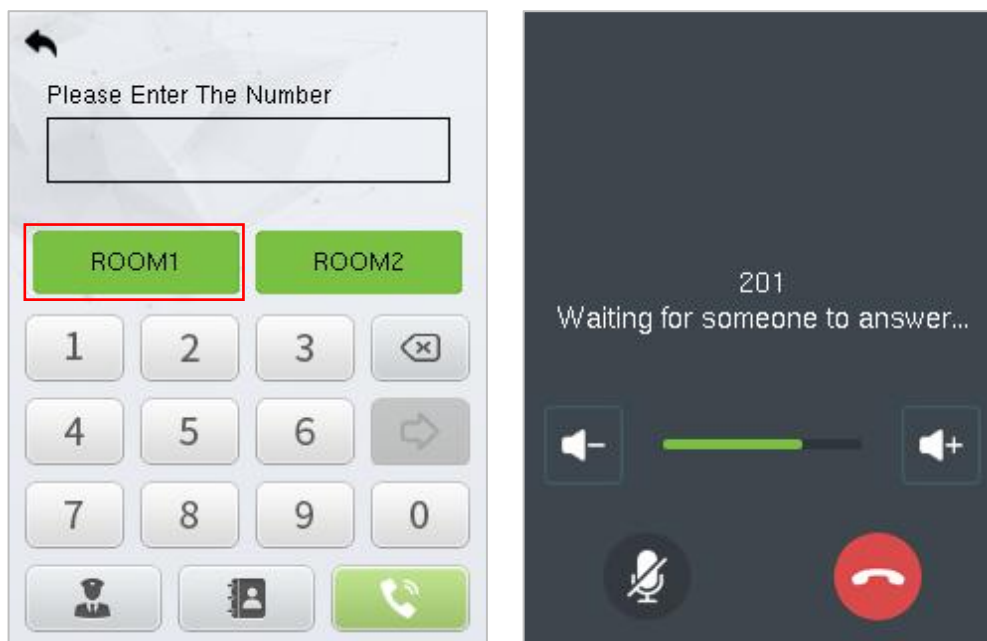 Please Enter The Number
ROOM1 ROOM2
1 2 3
4 5 6
7 8 9 0
201
Waiting for someone to answer...